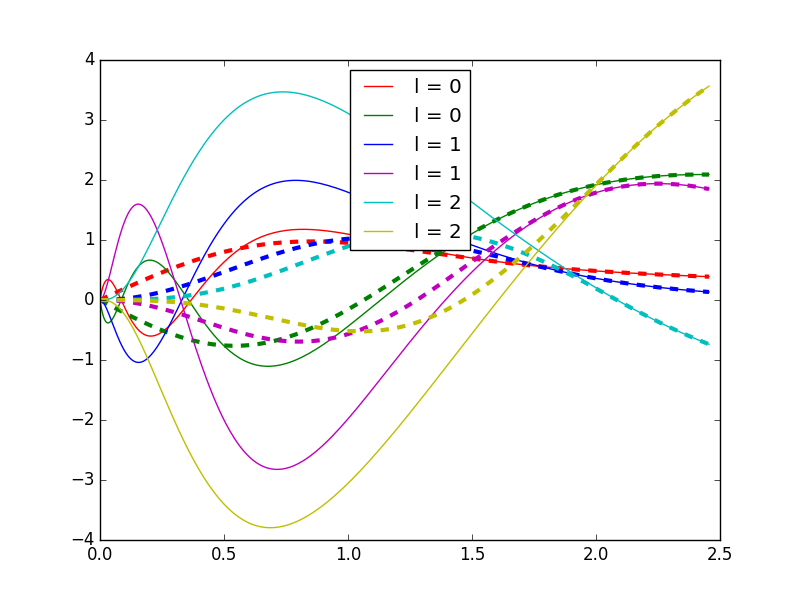 4
3
2
1
0
−1
−2
−3
−4
l = 0
l = 0
l = 1
l = 1
l = 2
l = 2
0.0 0.5 1.0 1.5 2.0 2.5